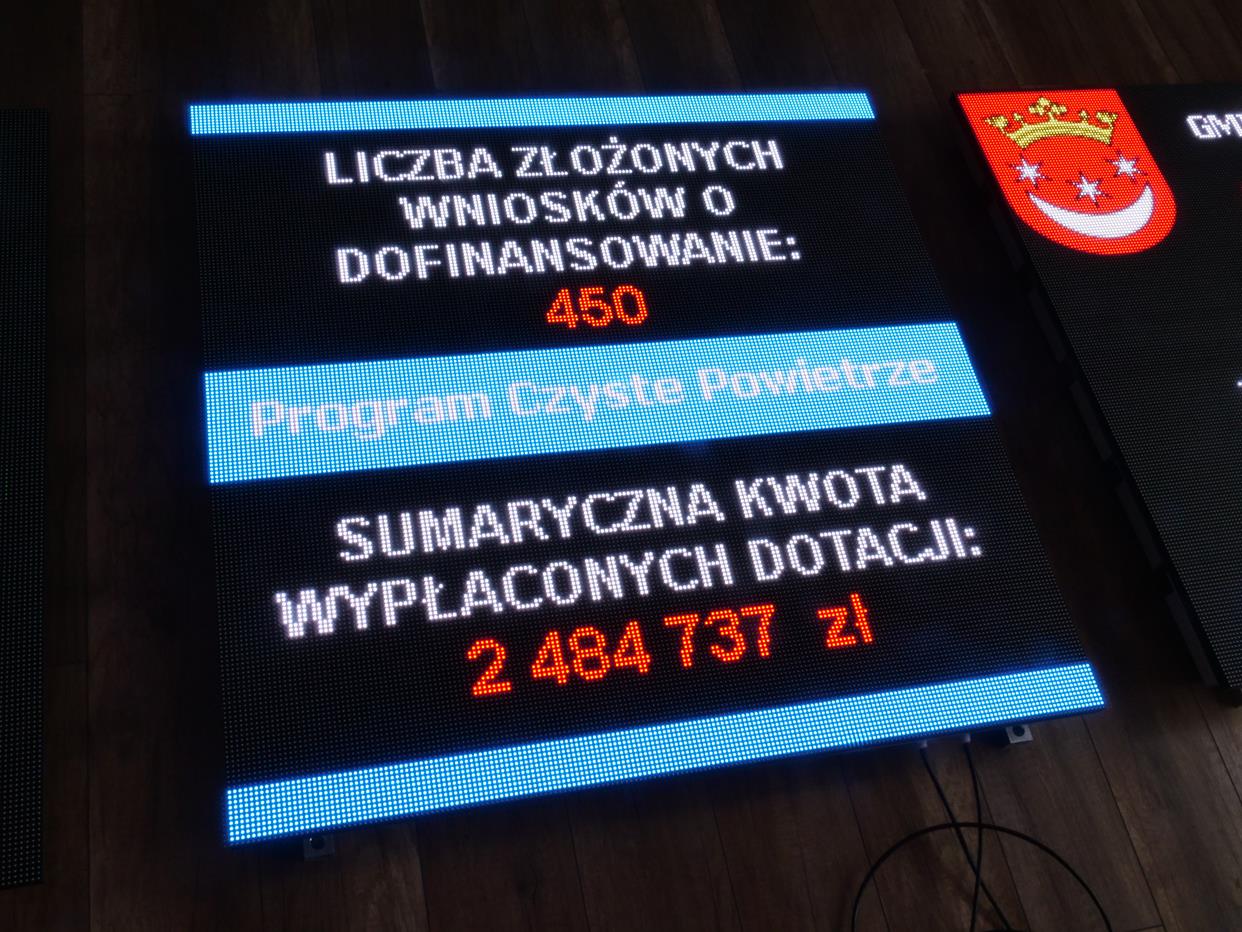 LICZBA ZŁOŻONYCH
WNIOSKÓW O
DOFINANSOWANIE:
450
Program Czyste Powietrze
SUMARYCZNA KWOTA
WYPŁACONYCH DOTACJI:
2 484 737 zł